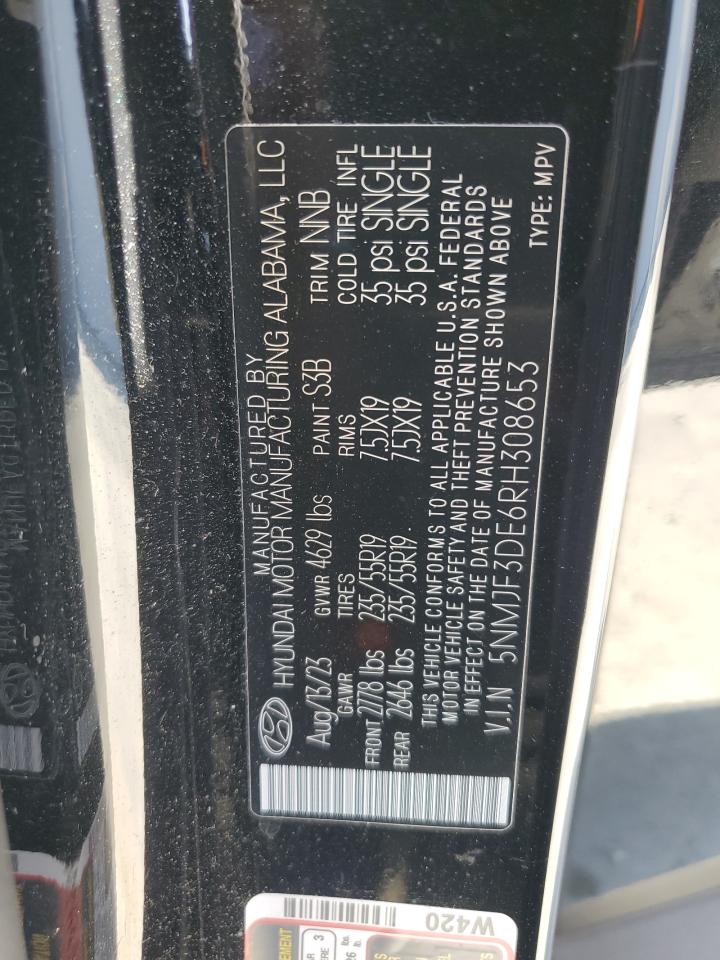 MANUFACTURED BY
HYUNDAI MOTOR MANUFACTURING ALABAMA, LLC
Aug/13/23 GVWR 4629 lbs PAINT S3B TRIM NNB
GAWR TIRES RIMS COLD TIRE INFL
FRONT 2778 lbs 235/55R19 7.5JX19 35 psi SINGLE
REAR 2646 lbs 235/55R19 7.5JX19 35 psi SINGLE
THIS VEHICLE CONFORMS TO ALL APPLICABLE U.S.A. FEDERAL
MOTOR VEHICLE SAFETY AND THEFT PREVENTION STANDARDS
IN EFFECT ON THE DATE OF MANUFACTURE SHOWN ABOVE
V.I.N 5NMJF3DE6RH308653 TYPE: MPV
W420